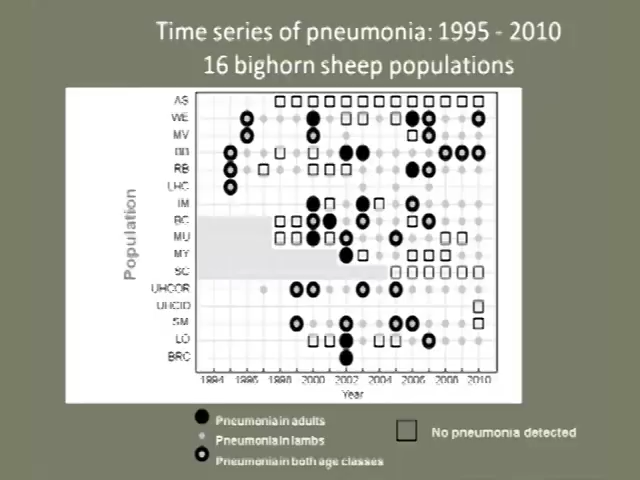 Time series of pneumonia: 1995 - 2010
16 bighorn sheep populations
Population
AS
WE
MV
RB
LHC
IM
BC
MU
MY
SC
UHCOR
UHCID
SM
LO
BRC
1994 1996 1998 2000 2002 2004 2006 2008 2010
Year
Pneumonia in adults
Pneumonia in lambs
Pneumonia in both age classes
No pneumonia detected